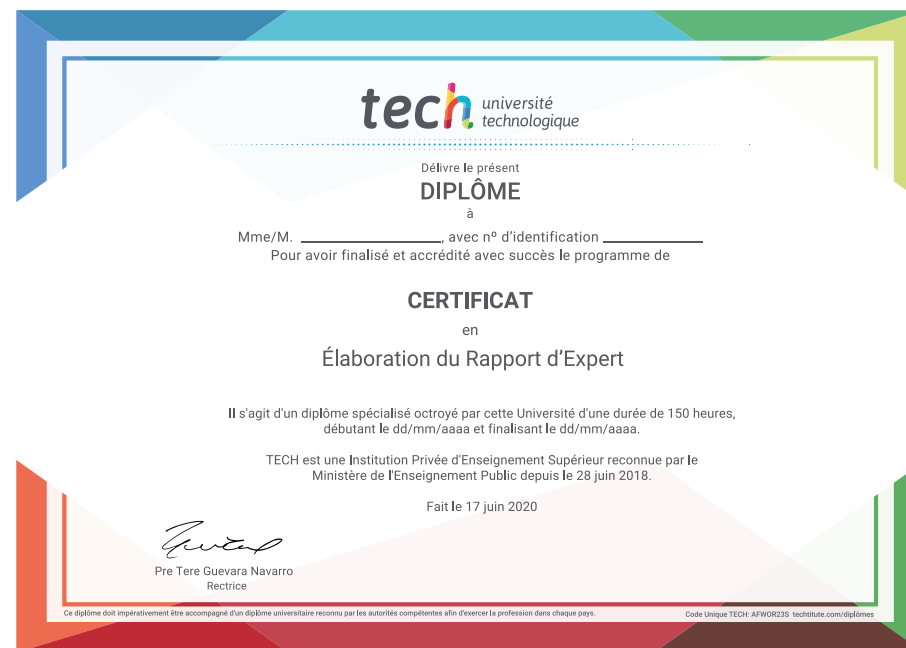 tech université
technologique
Délivre le présent
DIPLÔME
à
Mme/M. ____________________, avec nº d'identification ______________
Pour avoir finalisé et accrédité avec succès le programme de
CERTIFICAT
en
Élaboration du Rapport d'Expert
Il s'agit d'un diplôme spécialisé octroyé par cette Université d'une durée de 150 heures,
débutant le dd/mm/aaaa et finalisant le dd/mm/aaaa.
TECH est une Institution Privée d'Enseignement Supérieur reconnue par le
Ministère de l'Enseignement Public depuis le 28 juin 2018.
Fait le 17 juin 2020
Pre Tere Guevara Navarro
Rectrice
Ce diplôme doit impérativement être accompagné d'un diplôme universitaire reconnu par les autorités compétentes afin d'exercer la profession dans chaque pays.
Code Unique TECH: AFWOR23S techtitute.com/diplômes